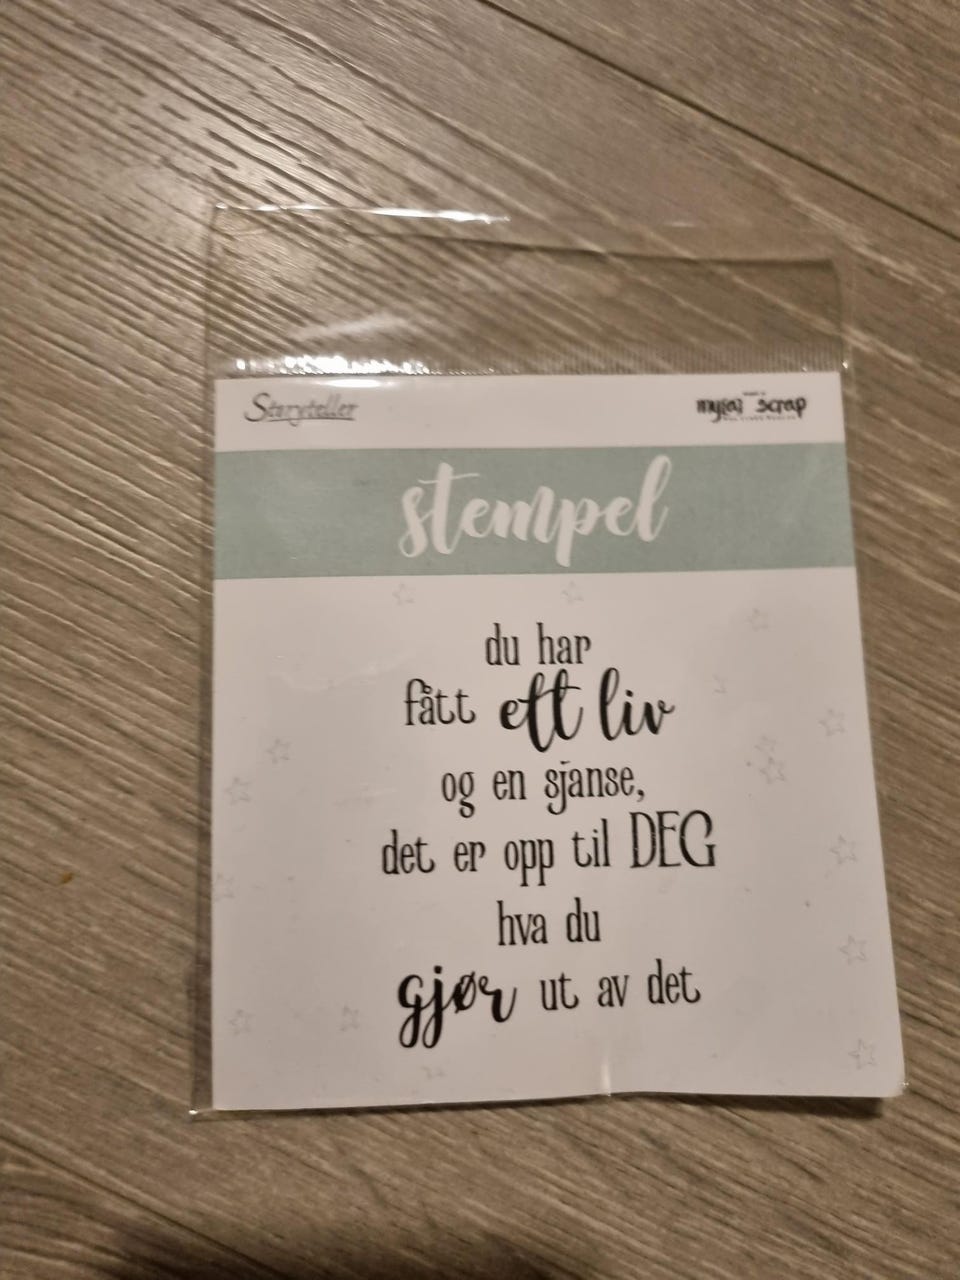 Storyteller
scrap
stempel
du har
fått ett liv
og en sjanse,
det er opp til DEG
hva du
gjør ut av det